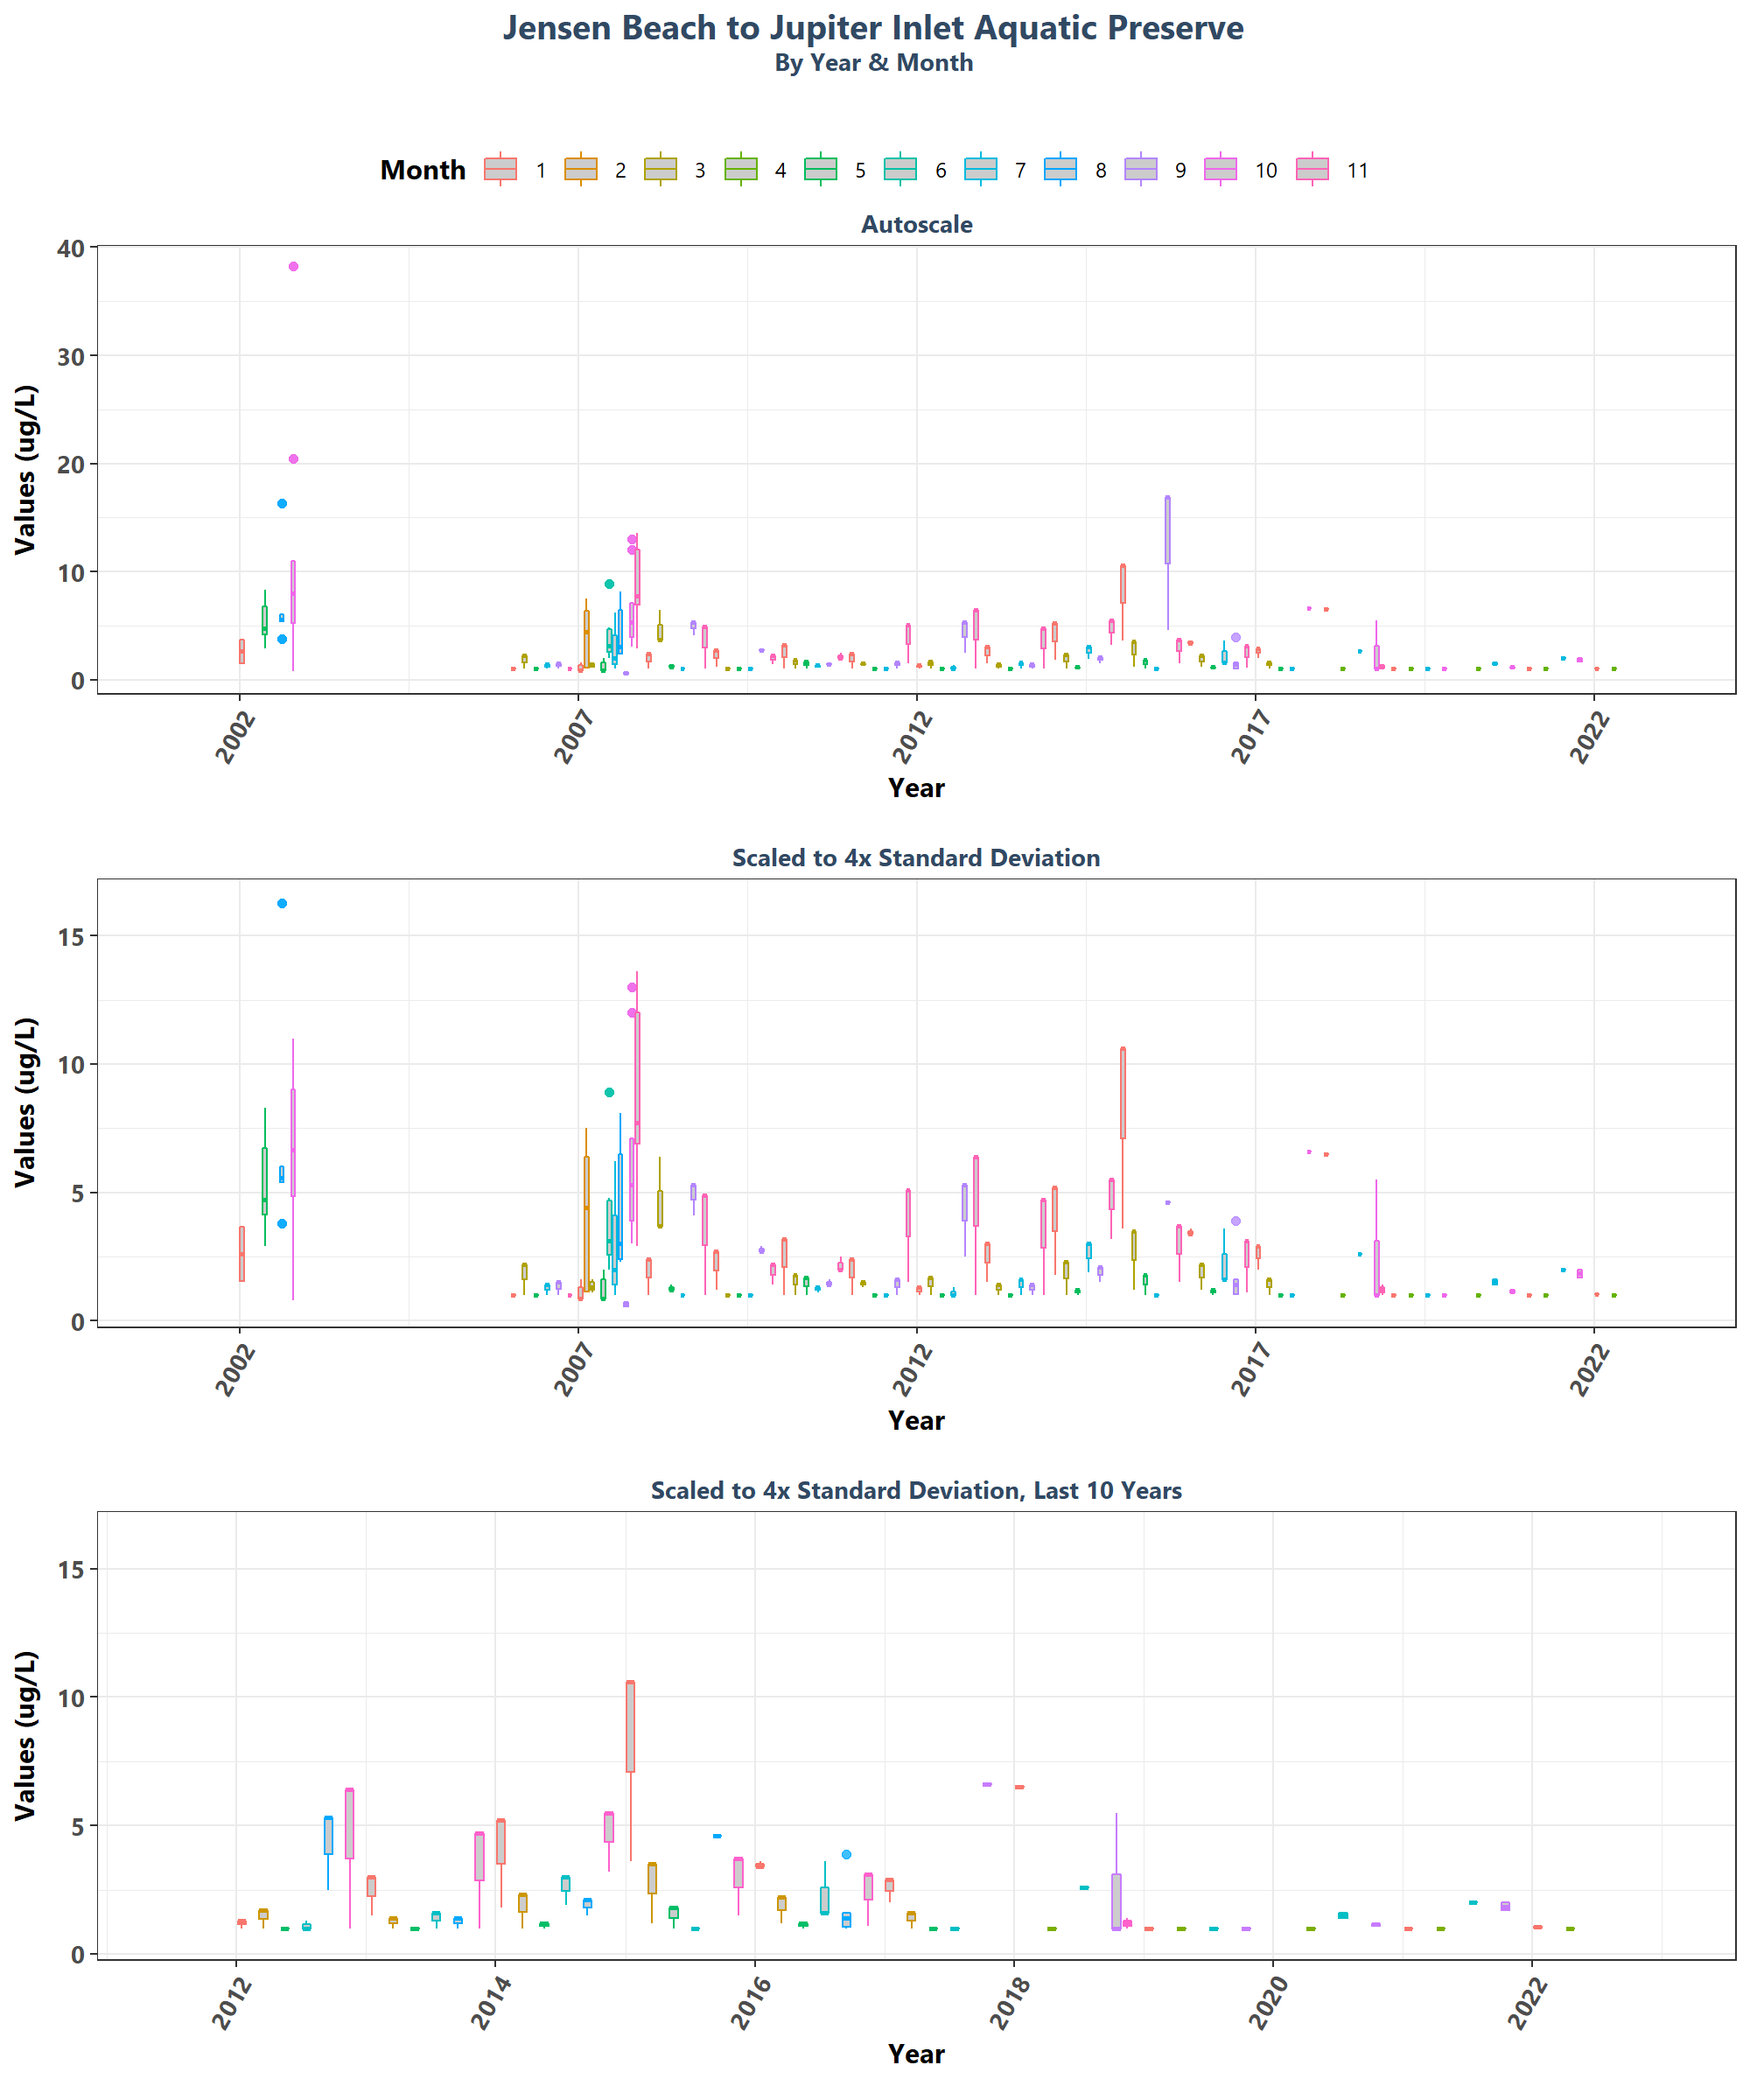 Jensen Beach to Jupiter Inlet Aquatic Preserve
By Year & Month
Month 1 2 3 4 5 6 7 8 9 10 11
Autoscale
Values (ug/L)
40
30
20
10
0
2002 2007 2012 2017 2022
Year
Scaled to 4x Standard Deviation
Values (ug/L)
15
10
5
0
2002 2007 2012 2017 2022
Year
Scaled to 4x Standard Deviation, Last 10 Years
Values (ug/L)
15
10
5
0
2012 2014 2016 2018 2020 2022
Year